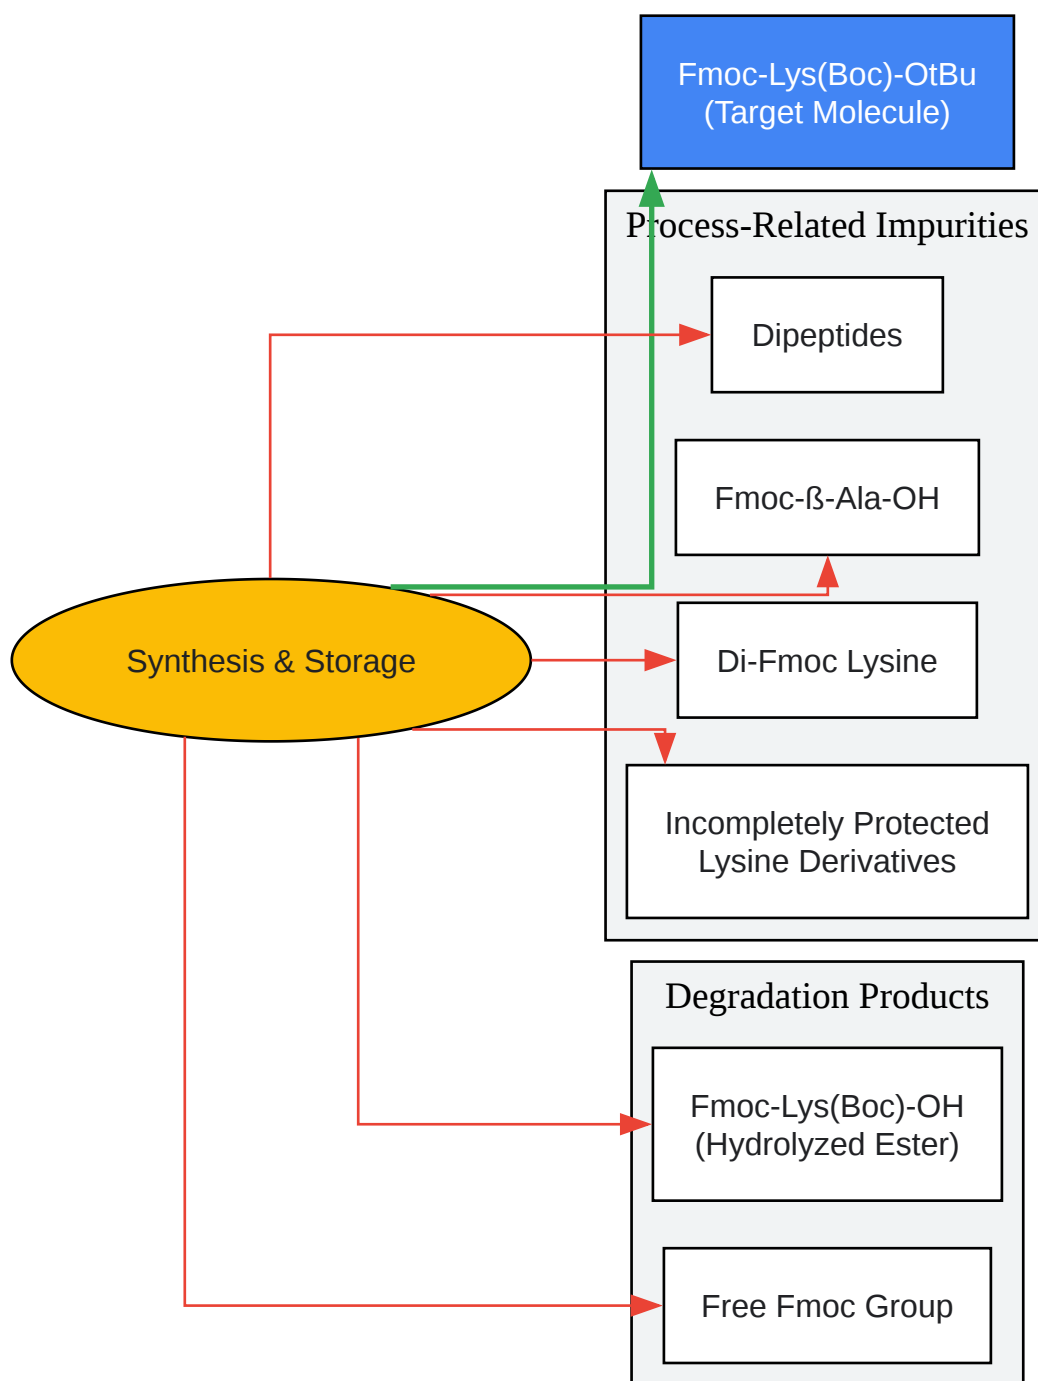 Fmoc-Lys(Boc)-OtBu
(Target Molecule)
Process-Related Impurities
Dipeptides
Fmoc-ß-Ala-OH
Synthesis & Storage
Di-Fmoc Lysine
Incompletely Protected
Lysine Derivatives
Degradation Products
Fmoc-Lys(Boc)-OH
(Hydrolyzed Ester)
Free Fmoc Group